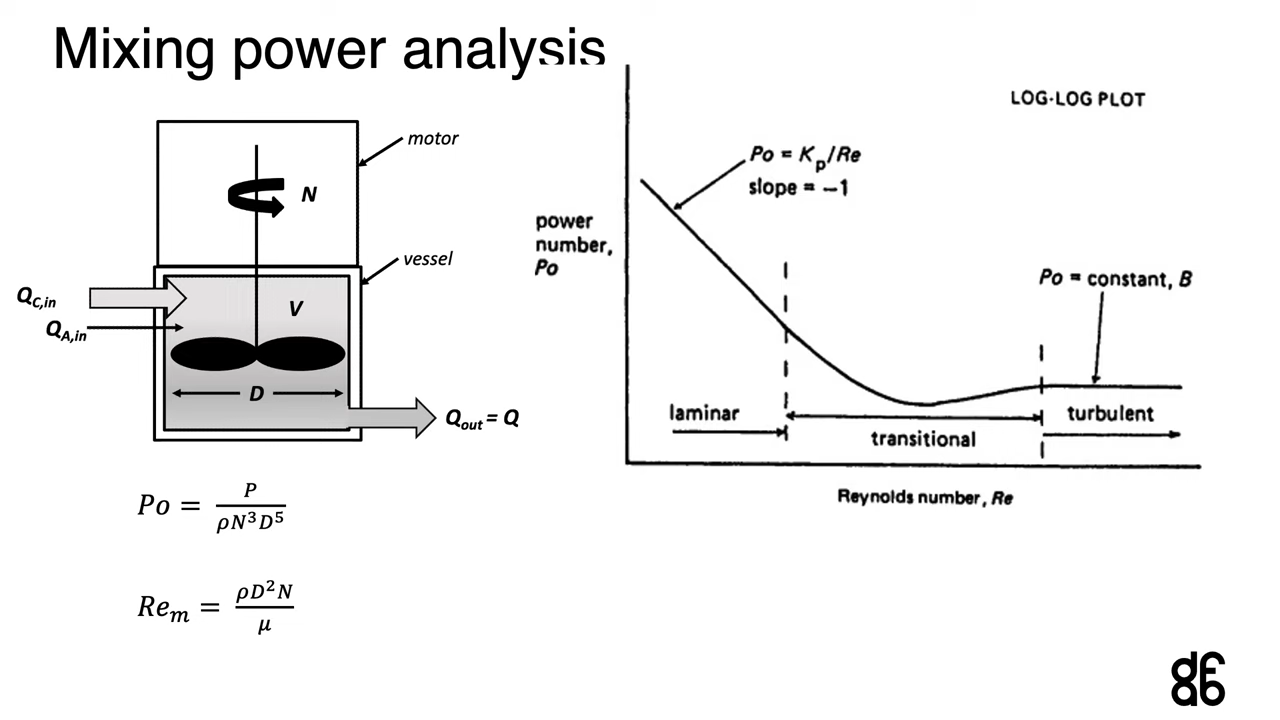 Mixing power analysis
motor
N
vessel
Q_C,in
V
Q_A,in
D
Q_out = Q
Po = P / ρN³D⁵
Re_m = ρD²N / μ
LOG-LOG PLOT
Po = K_p/Re
slope = −1
power
number,
Po
Po = constant, B
laminar
transitional
turbulent
Reynolds number, Re